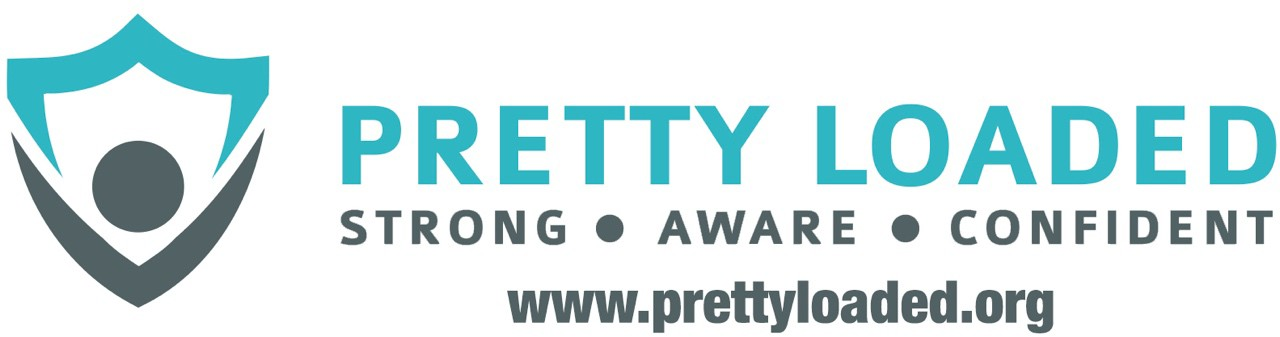 PRETTY LOADED
STRONG • AWARE • CONFIDENT
www.prettyloaded.org